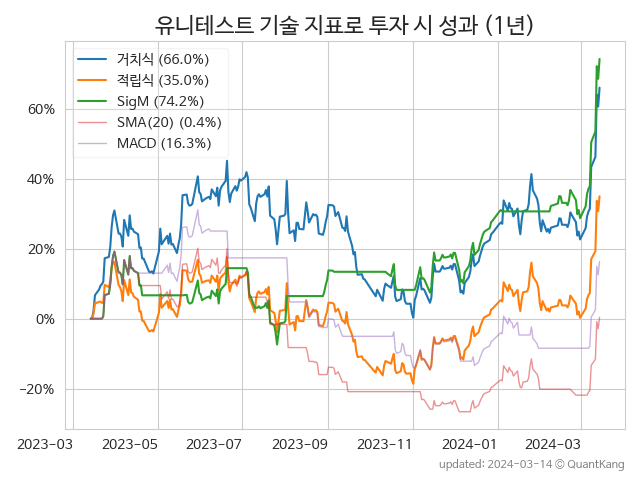 유니테스트 기술 지표로 투자 시 성과 (1년)
거치식 (66.0%)
적립식 (35.0%)
SigM (74.2%)
SMA(20) (0.4%)
MACD (16.3%)
60%
40%
20%
0%
−20%
2023-03 2023-05 2023-07 2023-09 2023-11 2024-01 2024-03
updated: 2024-03-14 © QuantKang